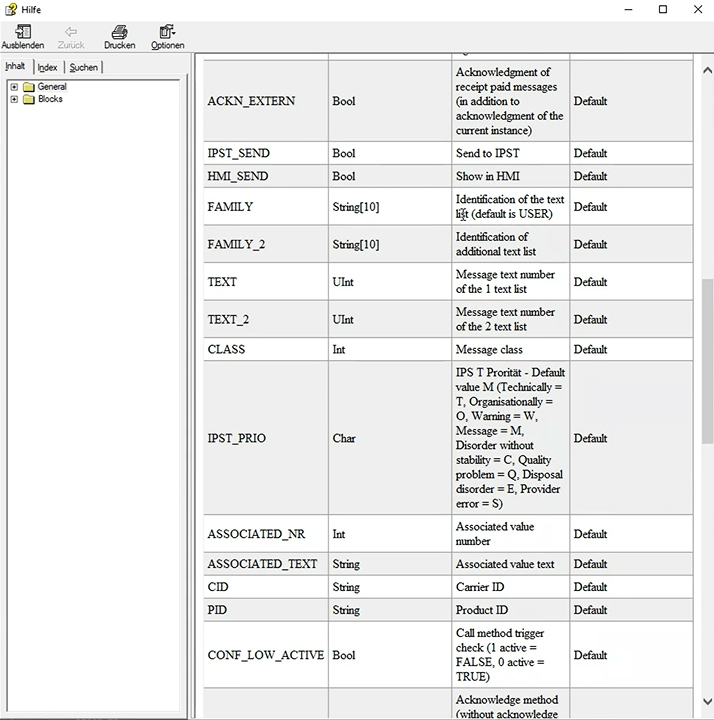 Hilfe
Ausblenden
Zurück
Drucken
Optionen
Inhalt
Index
Suchen
General
Blocks
ACKN_EXTERN
Bool
Acknowledgment of
receipt paid messages
(in addition to
acknowledgment of the
current instance)
Default
IPST_SEND
Bool
Send to IPST
Default
HMI_SEND
Bool
Show in HMI
Default
FAMILY
String[10]
Identification of the text
list (default is USER)
Default
FAMILY_2
String[10]
Identification of
additional text list
Default
TEXT
UInt
Message text number
of the 1 text list
Default
TEXT_2
UInt
Message text number
of the 2 text list
Default
CLASS
Int
Message class
Default
IPST_PRIO
Char
IPS T Prorität - Default
value M (Technically =
T, Organisationally =
O, Warning = W,
Message = M,
Disorder without
stability = C, Quality
problem = Q, Disposal
disorder = E, Provider
error = S)
Default
ASSOCIATED_NR
Int
Associated value
number
Default
ASSOCIATED_TEXT
String
Associated value text
Default
CID
String
Carrier ID
Default
PID
String
Product ID
Default
CONF_LOW_ACTIVE
Bool
Call method trigger
check (1 active =
FALSE, 0 active =
TRUE)
Default
Acknowledge method
(without acknowledge